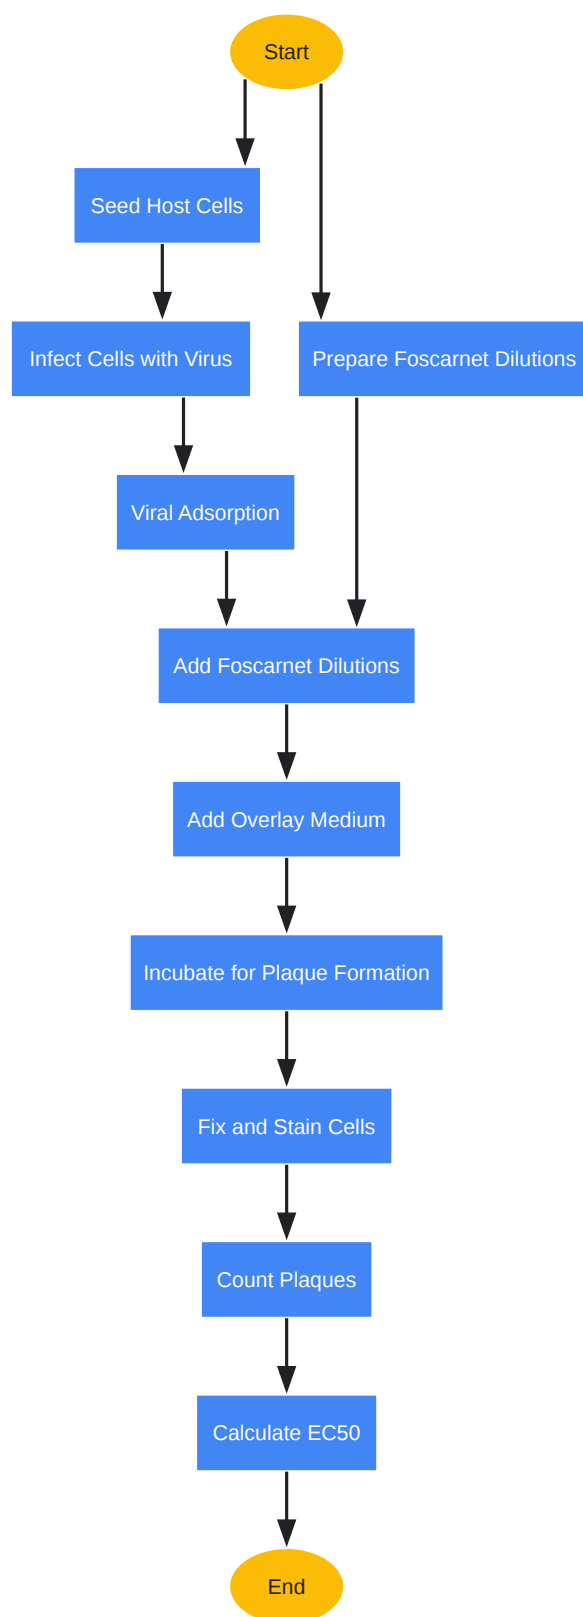 Start
Seed Host Cells
Infect Cells with Virus
Prepare Foscarnet Dilutions
Viral Adsorption
Add Foscarnet Dilutions
Add Overlay Medium
Incubate for Plaque Formation
Fix and Stain Cells
Count Plaques
Calculate EC50
End